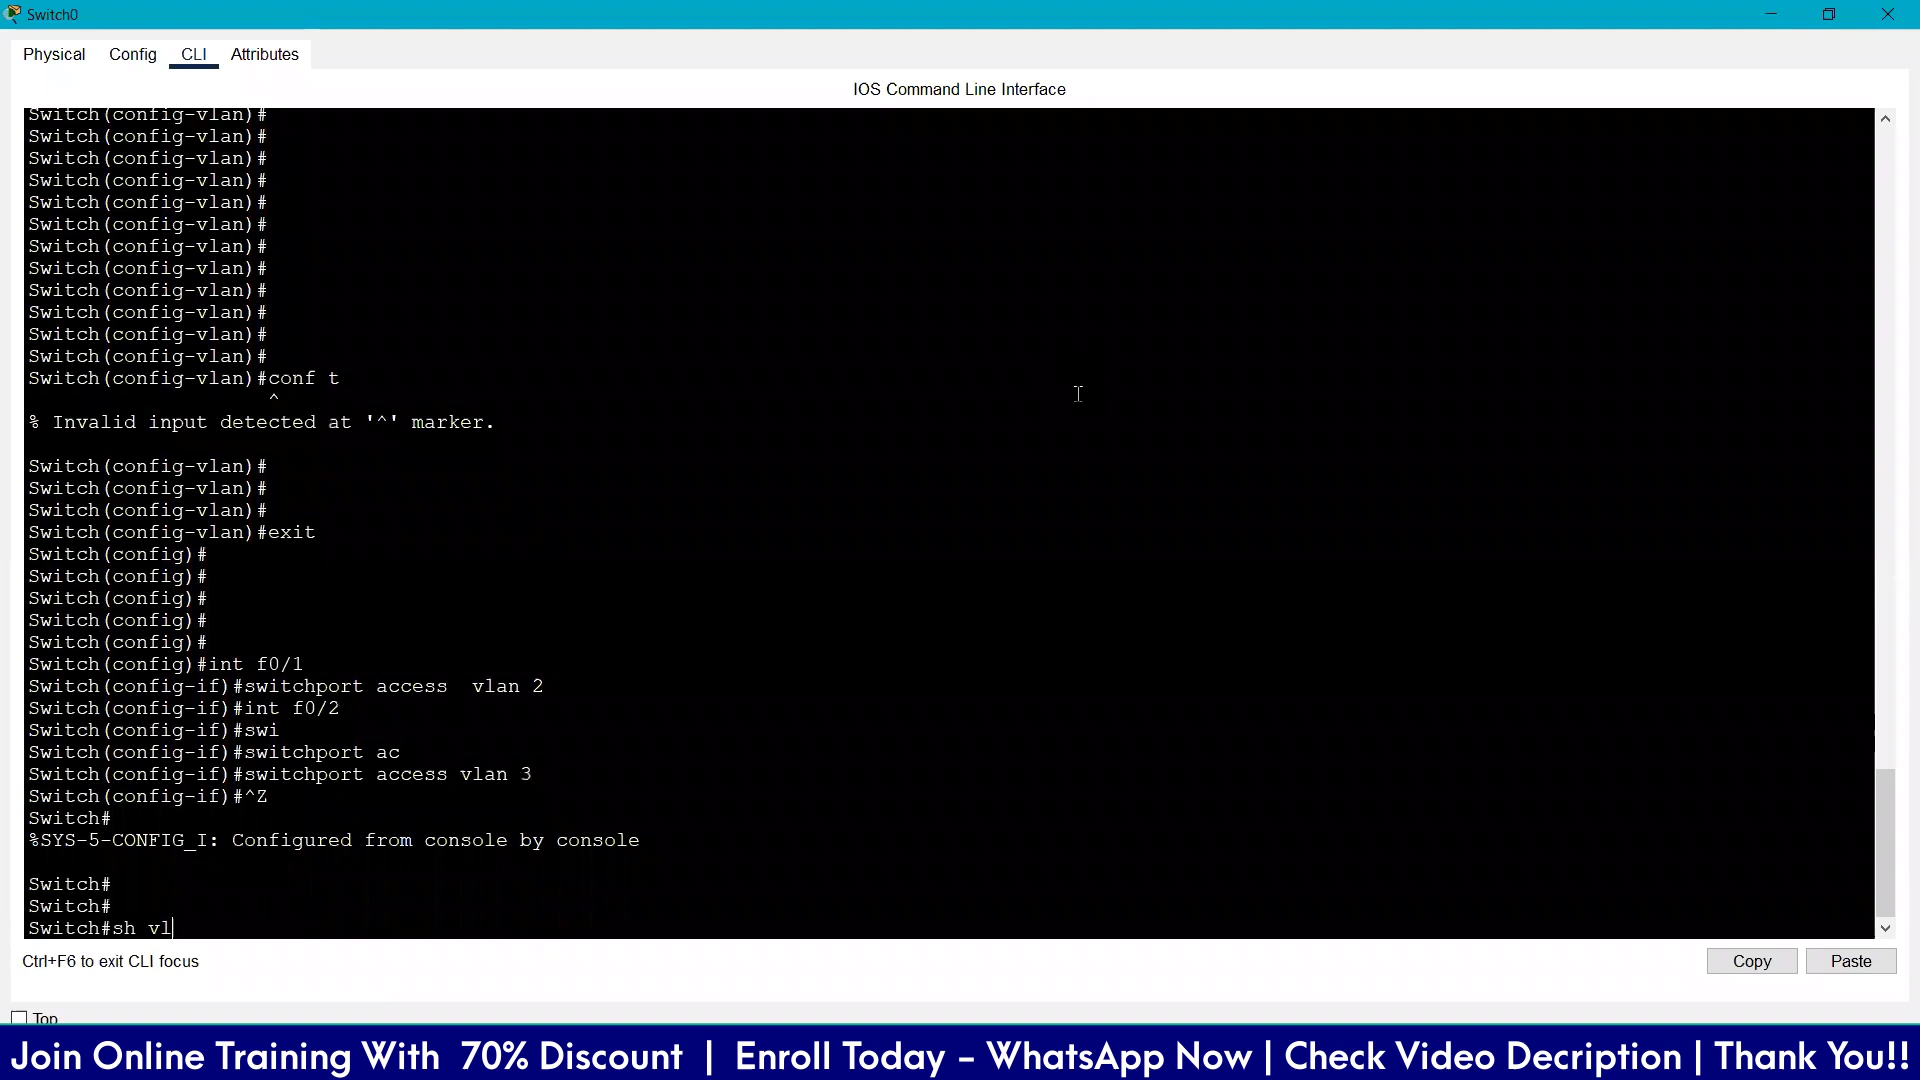 Switch0
Physical Config CLI Attributes
IOS Command Line Interface
Switch(config-vlan)#
Switch(config-vlan)#
Switch(config-vlan)#
Switch(config-vlan)#
Switch(config-vlan)#
Switch(config-vlan)#
Switch(config-vlan)#
Switch(config-vlan)#
Switch(config-vlan)#
Switch(config-vlan)#
Switch(config-vlan)#
Switch(config-vlan)#
Switch(config-vlan)#conf t
^
% Invalid input detected at '^' marker.
Switch(config-vlan)#
Switch(config-vlan)#
Switch(config-vlan)#
Switch(config-vlan)#exit
Switch(config)#
Switch(config)#
Switch(config)#
Switch(config)#
Switch(config)#
Switch(config)#int f0/1
Switch(config-if)#switchport access  vlan 2
Switch(config-if)#int f0/2
Switch(config-if)#swi
Switch(config-if)#switchport ac
Switch(config-if)#switchport access vlan 3
Switch(config-if)#^Z
Switch#
%SYS-5-CONFIG_I: Configured from console by console
Switch#
Switch#
Switch#sh vl
Ctrl+F6 to exit CLI focus
Copy Paste
Top
Join Online Training With 70% Discount | Enroll Today - WhatsApp Now | Check Video Decription | Thank You!!